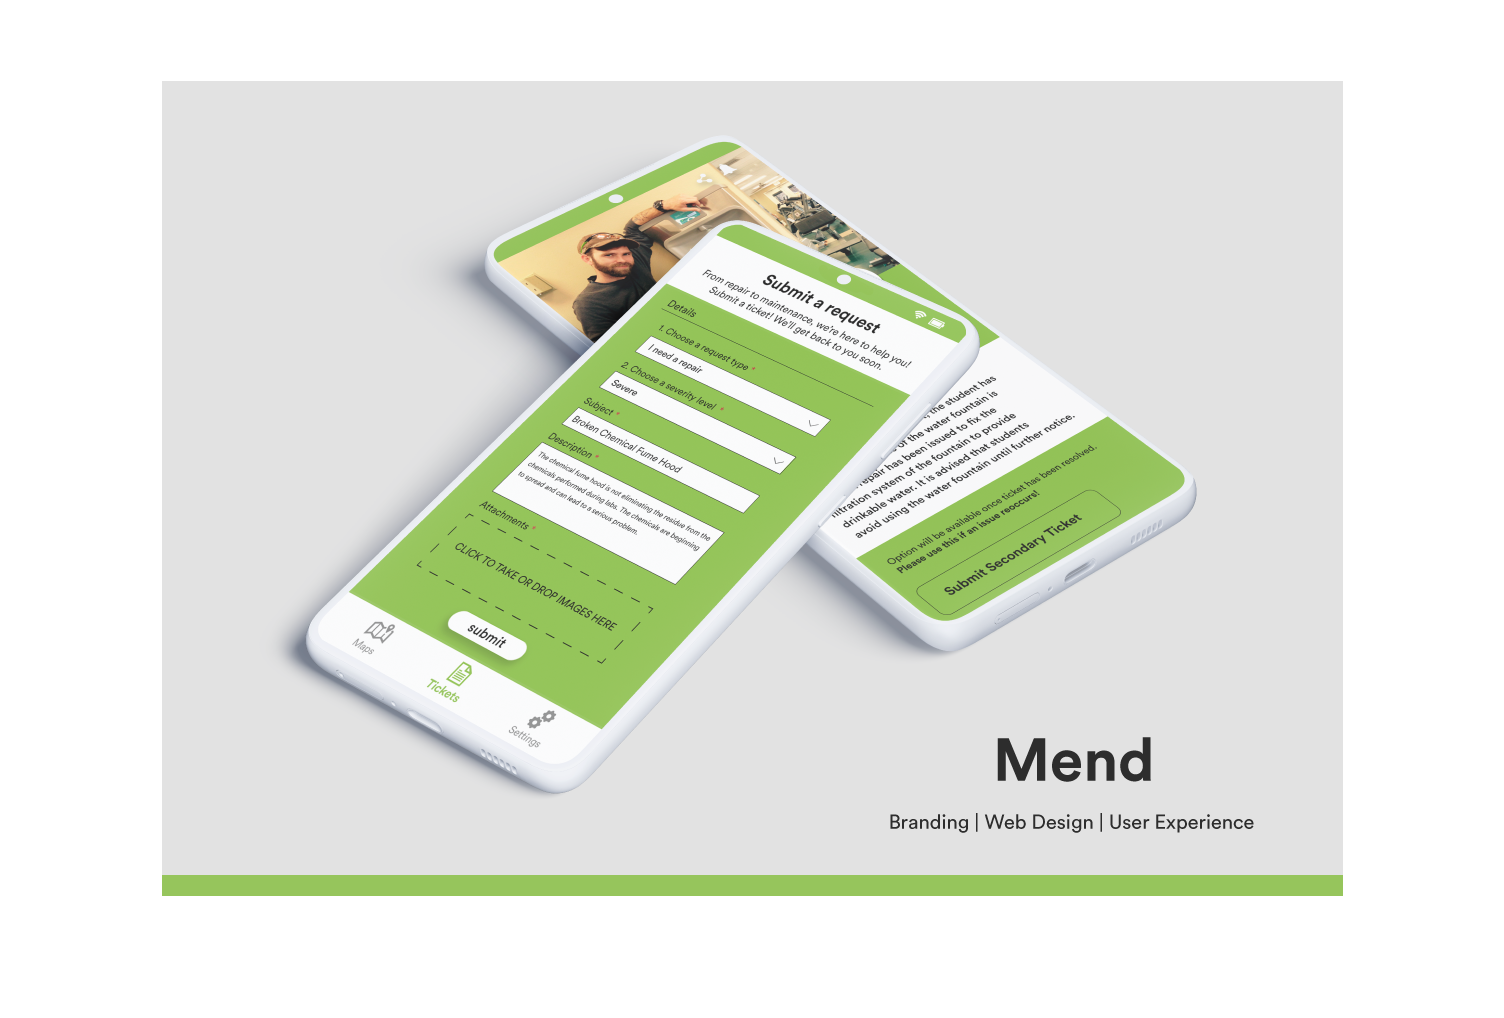 Submit a request
From repair to maintenance, we're here to help you!
Submit a ticket! We'll get back to you soon.
Details
1. Choose a request type *
I need a repair
2. Choose a severity level *
Severe
Subject *
Broken Chemical Fume Hood
Description *
The chemical fume hood is not eliminating the residue from the
chemicals performed during labs. The chemicals are beginning
to spread and can lead to a serious problem.
Attachments *
CLICK TO TAKE OR DROP IMAGES HERE
submit
Maps
Tickets
Settings
the student has
of the water fountain is
repair has been issued to fix the
filtration system of the fountain to provide
drinkable water. It is advised that students
avoid using the water fountain until further notice.
Option will be available once ticket has been resolved.
Please use this if an issue reoccurs!
Submit Secondary Ticket
Mend
Branding | Web Design | User Experience